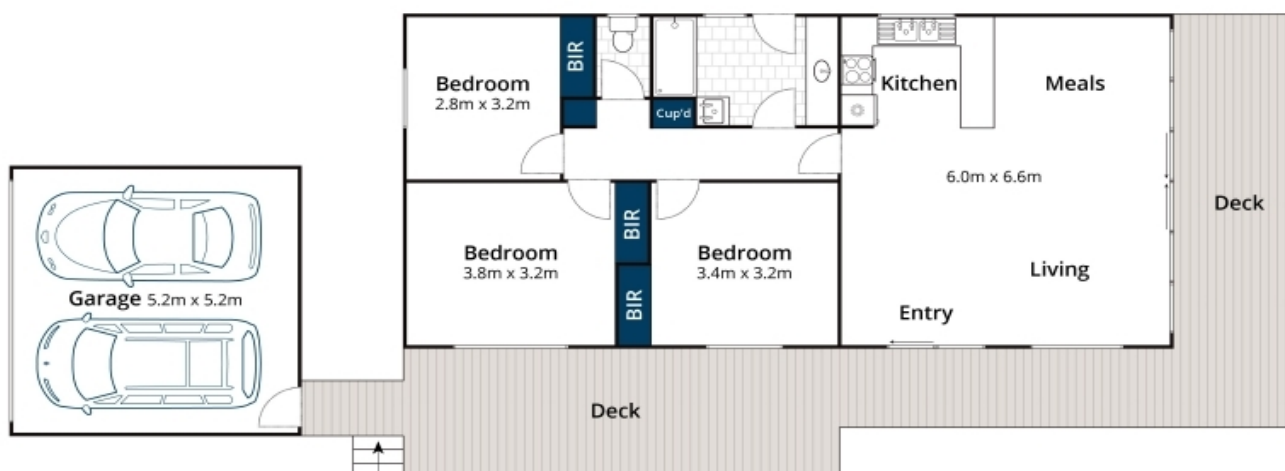 BIR
Bedroom
2.8m x 3.2m
Cup'd
Kitchen
Meals
6.0m x 6.6m
Deck
Bedroom
3.8m x 3.2m
BIR
BIR
Bedroom
3.4m x 3.2m
Living
Entry
Garage 5.2m x 5.2m
Deck